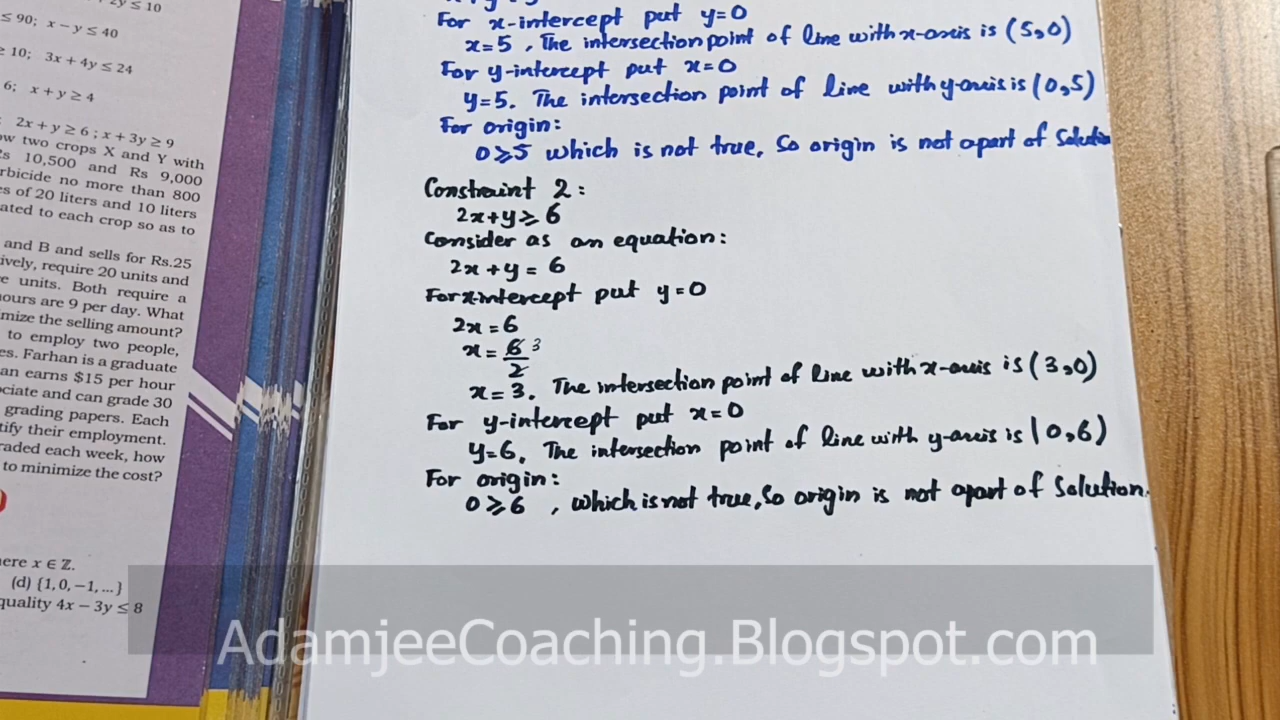 2y ≤ 10
≤ 90; x − y ≤ 40
≥ 10; 3x + 4y ≤ 24
6; x + y ≥ 4
2x + y ≥ 6 ; x + 3y ≥ 9
ow two crops X and Y with
Rs 10,500 and Rs 9,000
rbicide no more than 800
es of 20 liters and 10 liters
ated to each crop so as to
and B and sells for Rs.25
ively, require 20 units and
e units. Both require a
hours are 9 per day. What
mize the selling amount?
to employ two people,
es. Farhan is a graduate
an earns $15 per hour
ciate and can grade 30
grading papers. Each
tify their employment.
raded each week, how
to minimize the cost?
here x ∈ ℤ.
(d) {1, 0, −1, ...}
quality 4x − 3y ≤ 8
For x-intercept put y=0
x=5 , The intersection point of line with x-axis is (5,0)
For y-intercept put x=0
y=5. The intersection point of line with y-axis is (0,5)
For origin:
0≥5 which is not true, So origin is not apart of Solution
Constraint 2:
2x+y≥6
Consider as an equation:
2x+y=6
For x-intercept put y=0
2x=6
x=6/2 3
x=3. The intersection point of line with x-axis is (3,0)
For y-intercept put x=0
y=6. The intersection point of line with y-axis is (0,6)
For origin:
0≥6 , which is not true, So origin is not apart of Solution.
AdamjeeCoaching.Blogspot.com